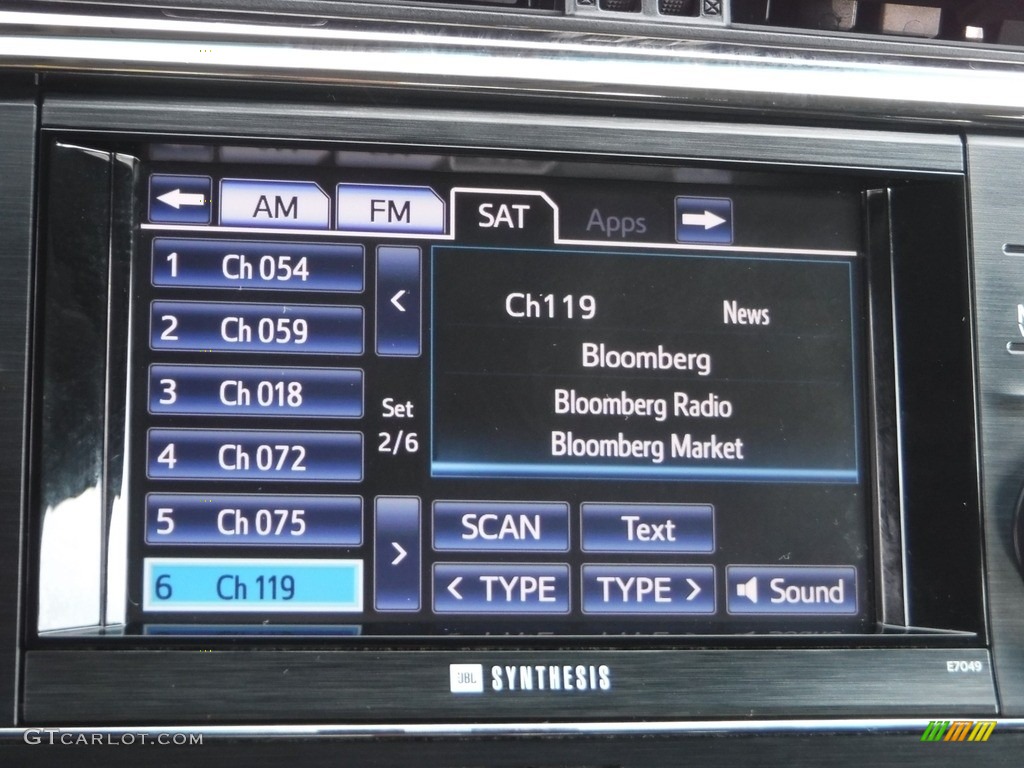 AM FM SAT Apps
1 Ch 054
2 Ch 059
3 Ch 018
4 Ch 072
5 Ch 075
6 Ch 119
<
Set
2/6
>
Ch119 News
Bloomberg
Bloomberg Radio
Bloomberg Market
SCAN Text
< TYPE TYPE > Sound
JBL SYNTHESIS
E7049
GTCARLOT.COM